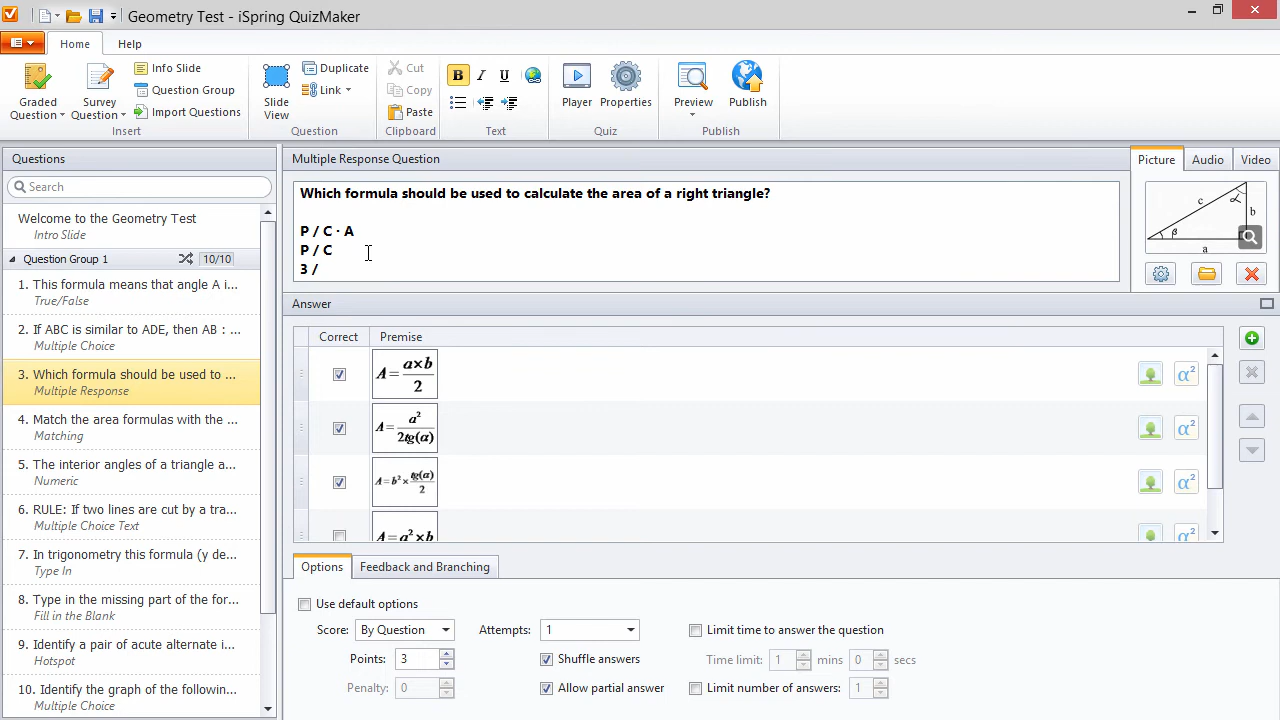 Geometry Test - iSpring QuizMaker
Home Help
Graded Question
Survey Question
Info Slide
Question Group
Import Questions
Insert
Slide View
Duplicate
Link
Question
Cut
Copy
Paste
Clipboard
B I U
Text
Player Properties
Quiz
Preview Publish
Publish
Questions
Search
Welcome to the Geometry Test
Intro Slide
Question Group 1 10/10
1. This formula means that angle A i...
True/False
2. If ABC is similar to ADE, then AB : ...
Multiple Choice
3. Which formula should be used to ...
Multiple Response
4. Match the area formulas with the ...
Matching
5. The interior angles of a triangle a...
Numeric
6. RULE: If two lines are cut by a tra...
Multiple Choice Text
7. In trigonometry this formula (y de...
Type In
8. Type in the missing part of the for...
Fill in the Blank
9. Identify a pair of acute alternate i...
Hotspot
10. Identify the graph of the followin...
Multiple Choice
Multiple Response Question
Which formula should be used to calculate the area of a right triangle?
P / C · A
P / C
3 /
Picture Audio Video
c α b β a
Answer
Correct Premise
A = a×b / 2
α²
A = a² / 2tg(α)
α²
A = b² × tg(α) / 2
α²
A = a² × b
α²
Options Feedback and Branching
Use default options
Score: By Question Attempts: 1 Limit time to answer the question
Points: 3 Shuffle answers Time limit: 1 mins 0 secs
Penalty: 0 Allow partial answer Limit number of answers: 1